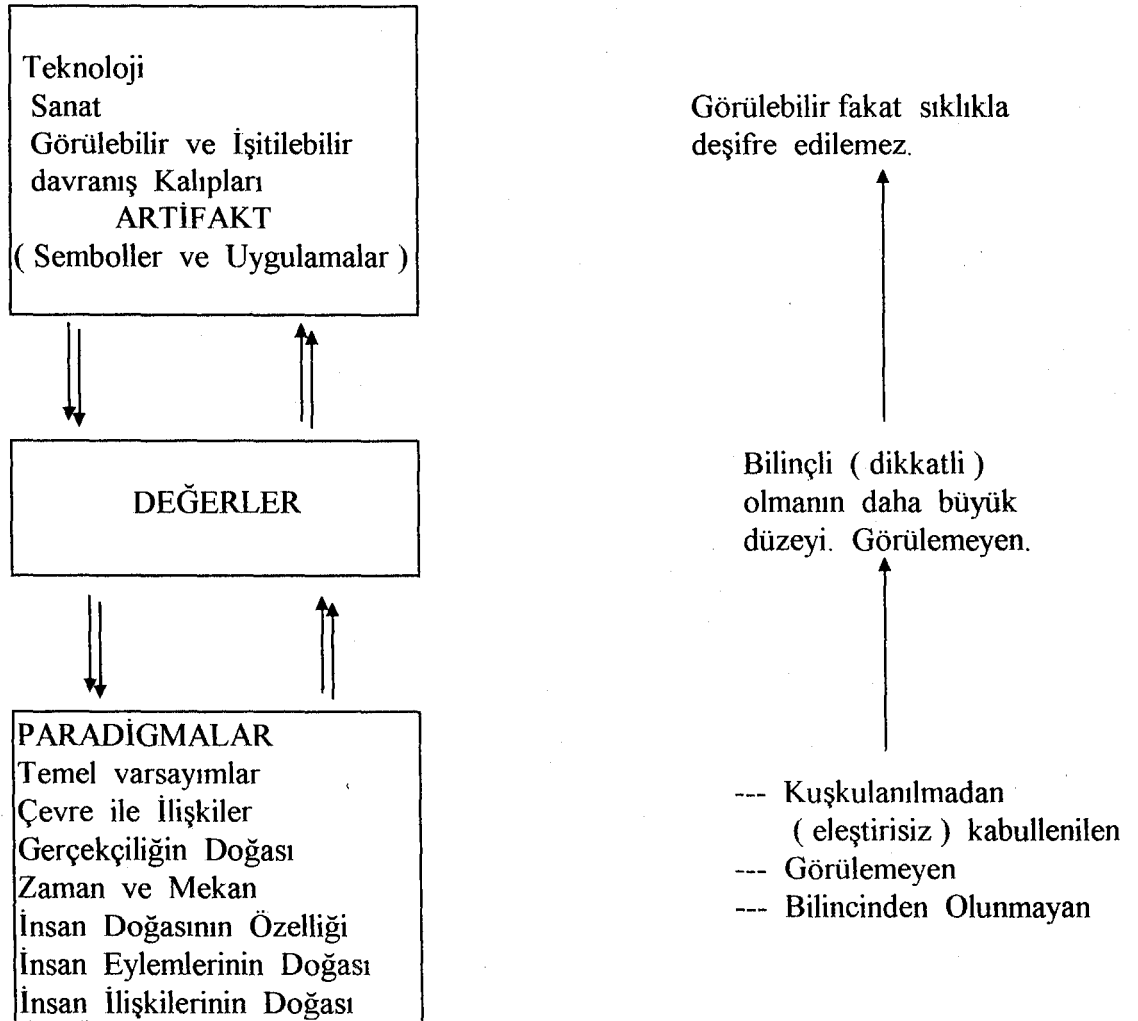 Teknoloji
Sanat
Görülebilir ve İşitilebilir
davranış Kalıpları
ARTİFAKT
( Semboller ve Uygulamalar )
Görülebilir fakat sıklıkla
deşifre edilemez.
DEĞERLER
Bilinçli ( dikkatli )
olmanın daha büyük
düzeyi. Görülemeyen.
PARADİGMALAR
Temel varsayımlar
Çevre ile İlişkiler
Gerçekçiliğin Doğası
Zaman ve Mekan
İnsan Doğasının Özelliği
İnsan Eylemlerinin Doğası
İnsan İlişkilerinin Doğası
--- Kuşkulanılmadan
( eleştirisiz ) kabullenilen
--- Görülemeyen
--- Bilincinden Olunmayan